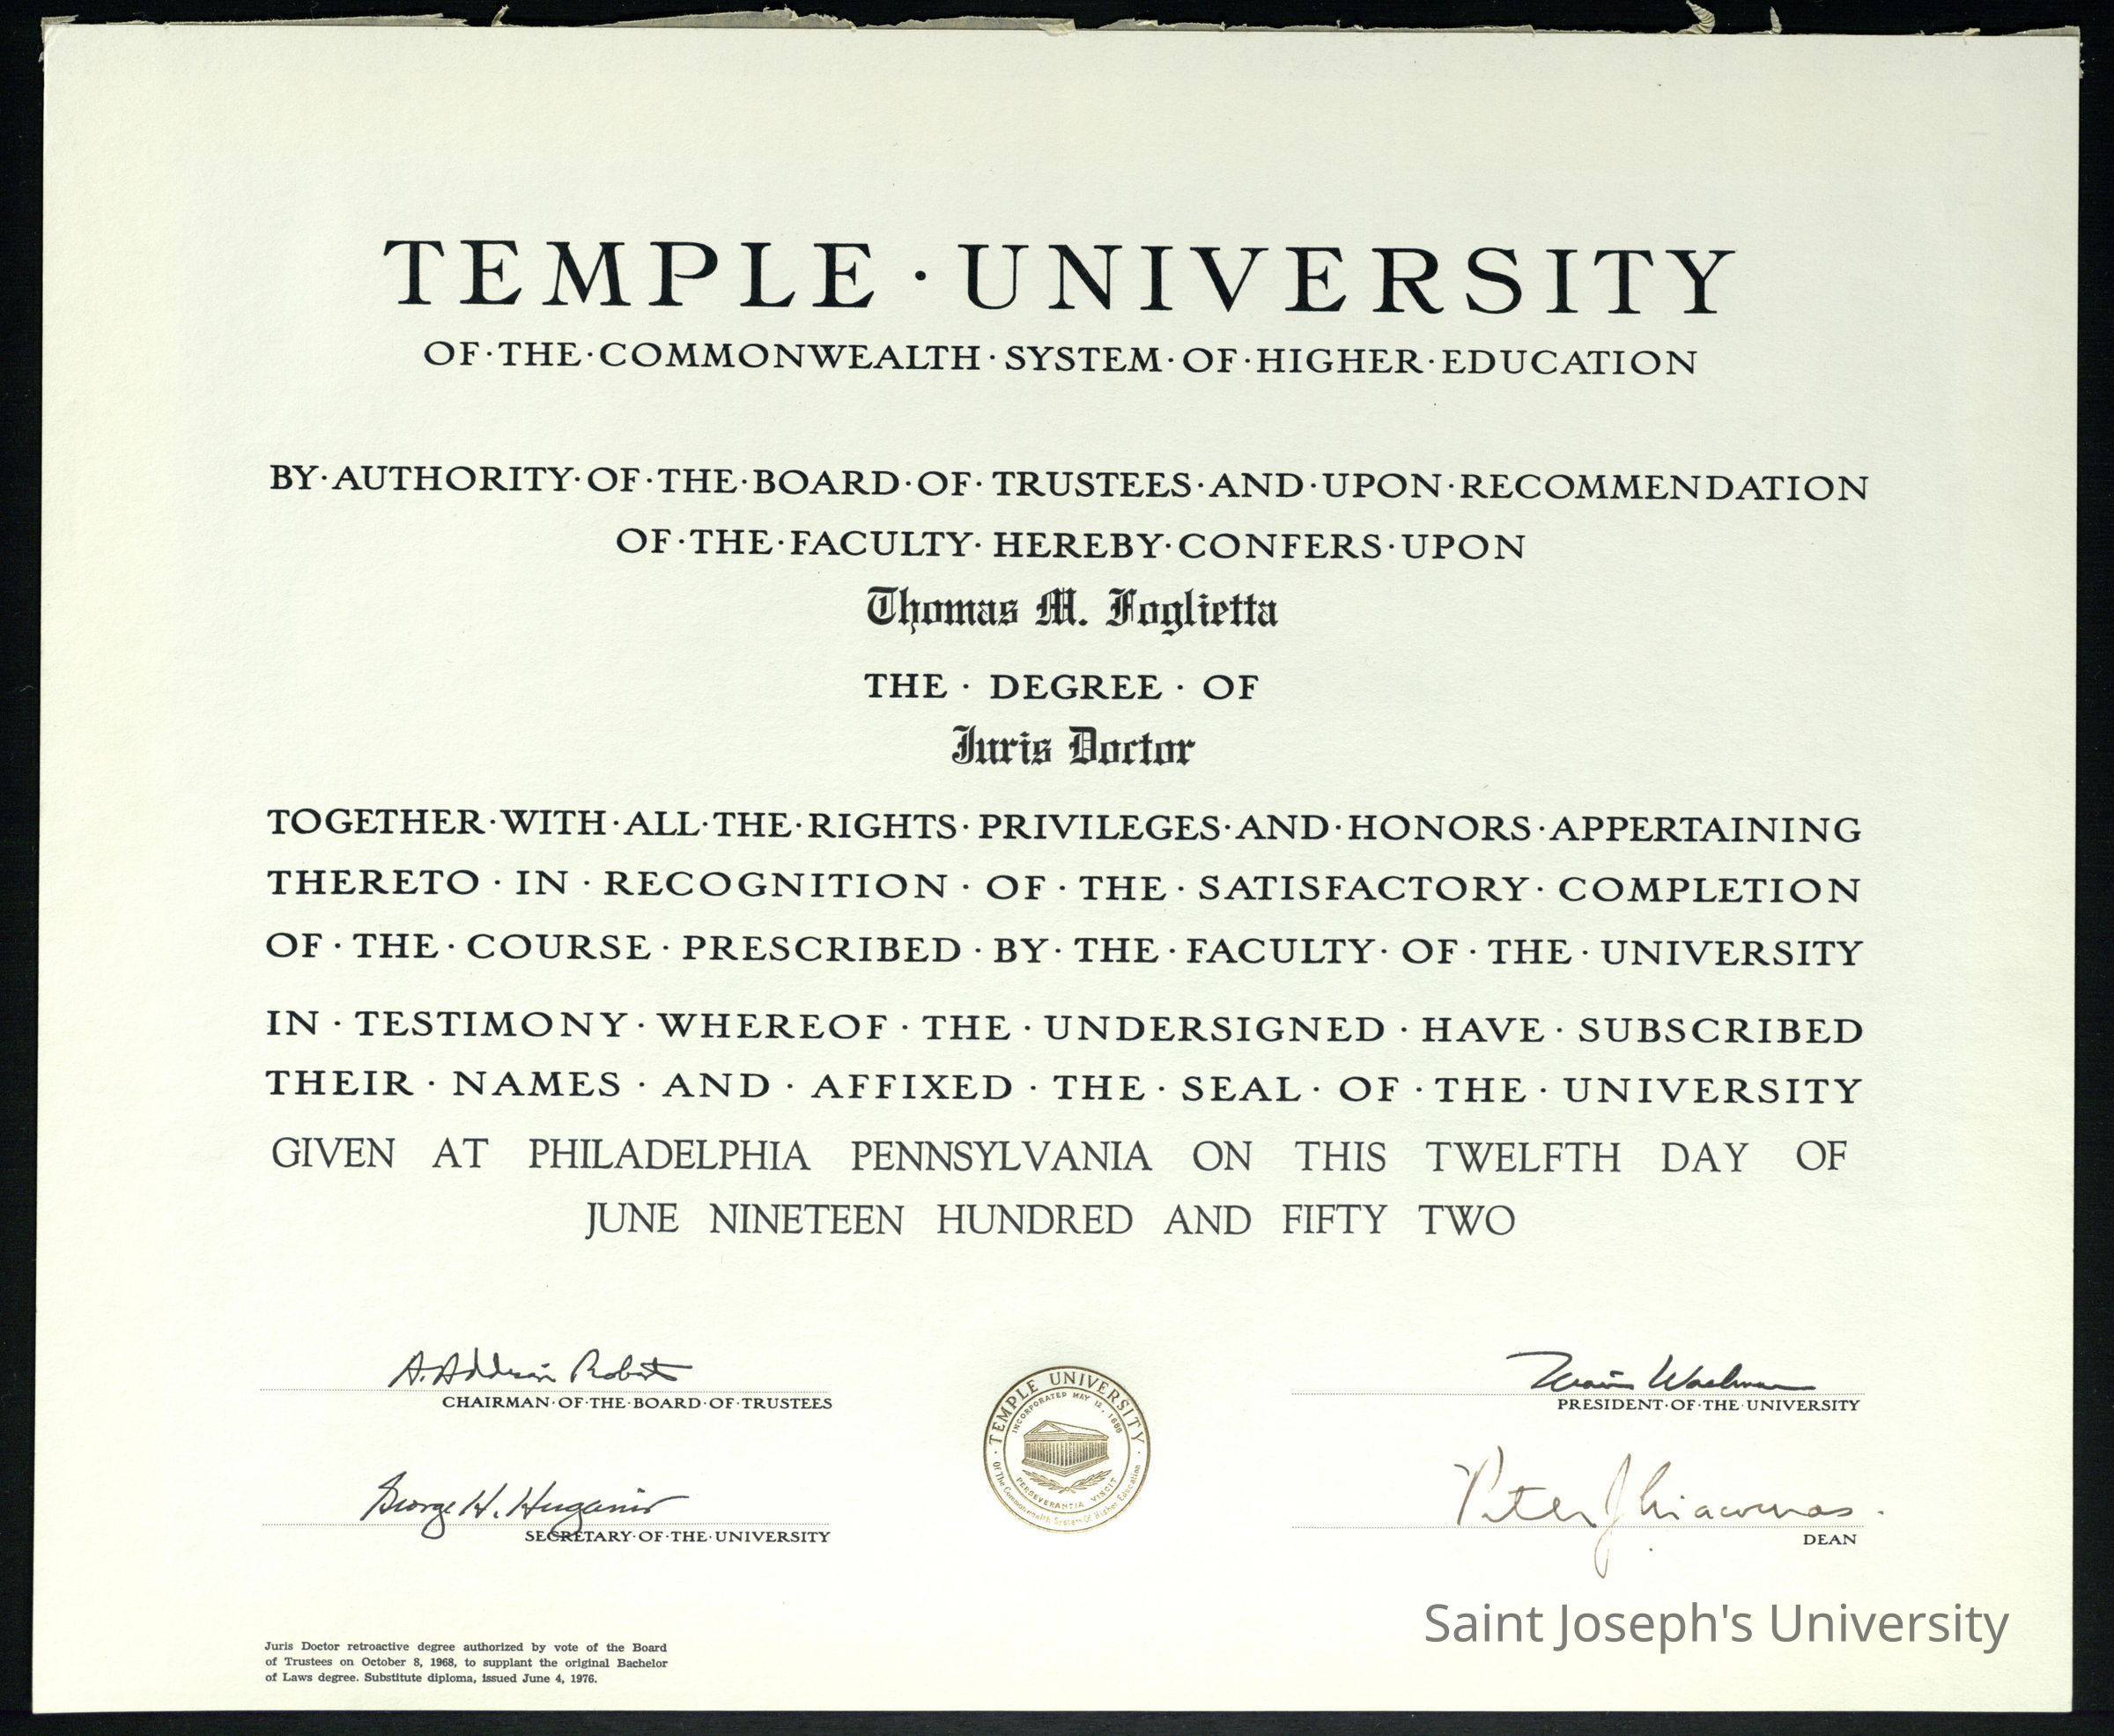 TEMPLE·UNIVERSITY
OF·THE·COMMONWEALTH·SYSTEM·OF·HIGHER·EDUCATION
BY·AUTHORITY·OF·THE·BOARD·OF·TRUSTEES·AND·UPON·RECOMMENDATION
OF·THE·FACULTY·HEREBY·CONFERS·UPON
Thomas M. Foglietta
THE · DEGREE · OF
Juris Doctor
TOGETHER·WITH·ALL·THE·RIGHTS·PRIVILEGES·AND·HONORS·APPERTAINING
THERETO · IN · RECOGNITION · OF · THE · SATISFACTORY · COMPLETION
OF · THE · COURSE · PRESCRIBED · BY · THE · FACULTY · OF · THE · UNIVERSITY
IN · TESTIMONY · WHEREOF · THE · UNDERSIGNED · HAVE · SUBSCRIBED
THEIR · NAMES · AND · AFFIXED · THE · SEAL · OF · THE · UNIVERSITY
GIVEN AT PHILADELPHIA PENNSYLVANIA ON THIS TWELFTH DAY OF
JUNE NINETEEN HUNDRED AND FIFTY TWO
A. Addison Roberts
CHAIRMAN·OF·THE·BOARD·OF·TRUSTEES
George H. Huganir
SECRETARY·OF·THE·UNIVERSITY
TEMPLE UNIVERSITY
INCORPORATED MAY 12, 1888
PERSEVERANTIA VINCIT
Of The Commonwealth System Of Higher Education
PRESIDENT·OF·THE·UNIVERSITY
Peter J Liacouras
DEAN
Saint Joseph's University
Juris Doctor retroactive degree authorized by vote of the Board
of Trustees on October 8, 1968, to supplant the original Bachelor
of Laws degree. Substitute diploma, issued June 4, 1976.